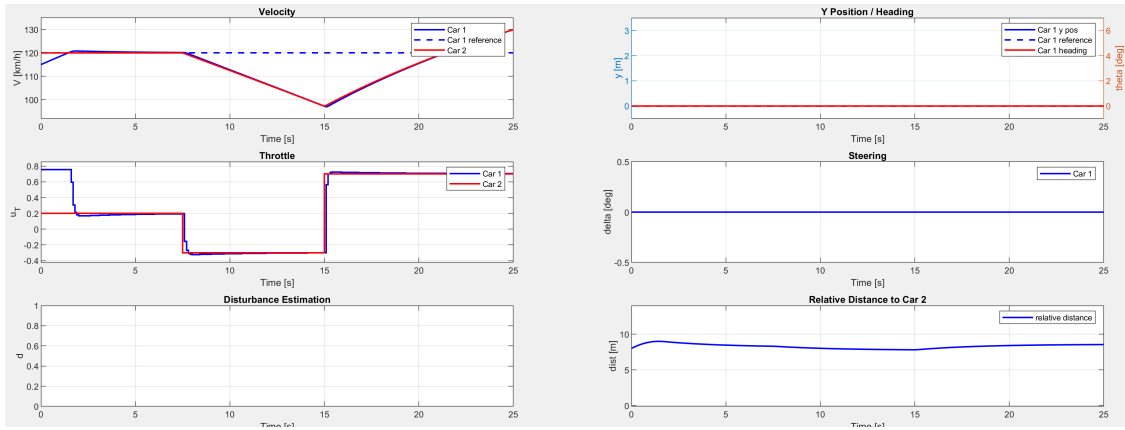 Velocity
130
120
110
100
V [km/h]
0
5
10
15
20
25
Time [s]
Car 1
Car 1 reference
Car 2
Y Position / Heading
3
2
1
0
y [m]
6
4
2
0
theta [deg]
0
5
10
15
20
25
Time [s]
Car 1 y pos
Car 1 reference
Car 1 heading
Throttle
0.8
0.6
0.4
0.2
0
-0.2
-0.4
u_T
0
5
10
15
20
25
Time [s]
Car 1
Car 2
Steering
0.5
0
-0.5
delta [deg]
0
5
10
15
20
25
Time [s]
Car 1
Disturbance Estimation
1
0.8
0.6
0.4
0.2
0
d
0
5
10
15
20
25
Time [s]
Relative Distance to Car 2
10
5
0
dist [m]
0
5
10
15
20
25
Time [s]
relative distance